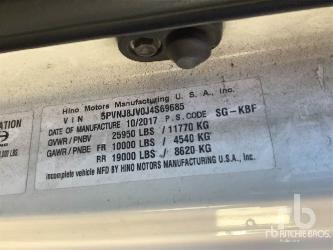 Hino Motors Manufacturing U. S. A., Inc.
V I N 5PVNJ8JV0J4S69685
DATE OF MANUFACTURE 10/2017 P.S. CODE SG-KBF
GVWR / PNBV 25950 LBS / 11770 KG
GAWR / PNBE FR 10000 LBS / 4540 KG
RR 19000 LBS / 8620 KG
incomplete vehicle MFD BY HINO MOTORS MANUFACTURING U.S.A., Inc.
RITCHIE BROS.